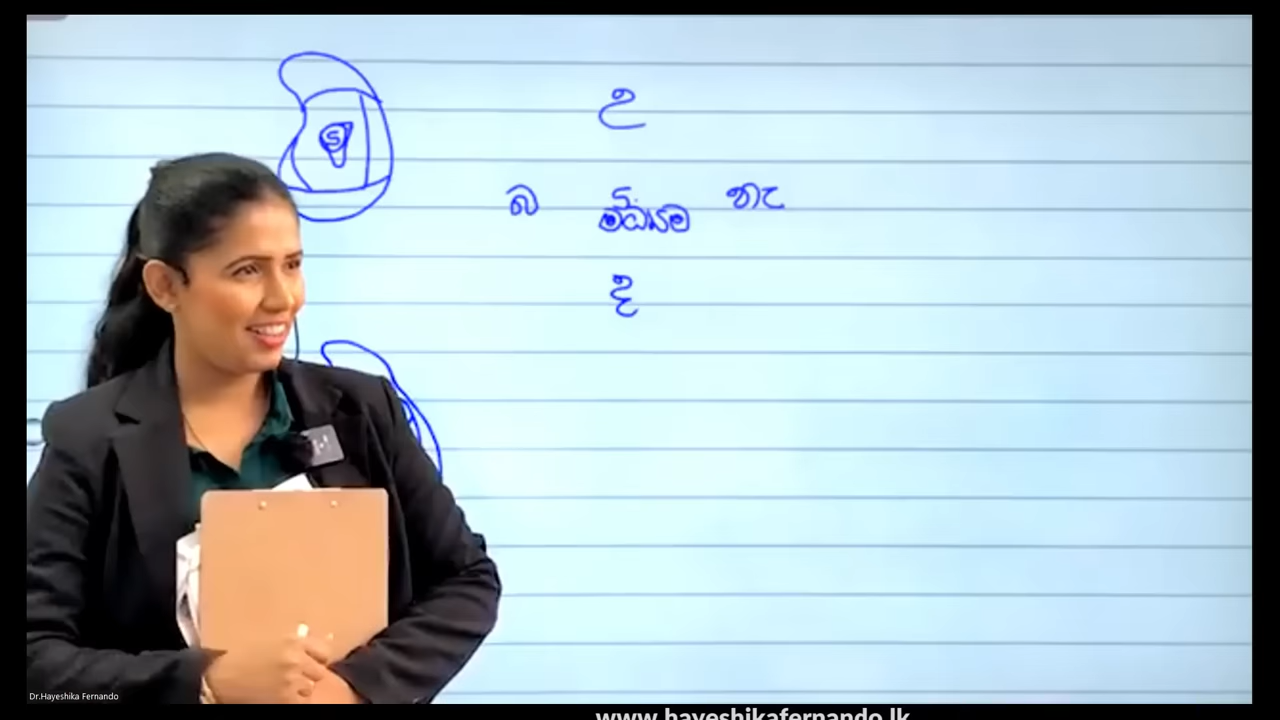 S
උ
බ මධ්‍යම නැ
ද
Dr.Hayeshika Fernando
www.hayeshikafernando.lk